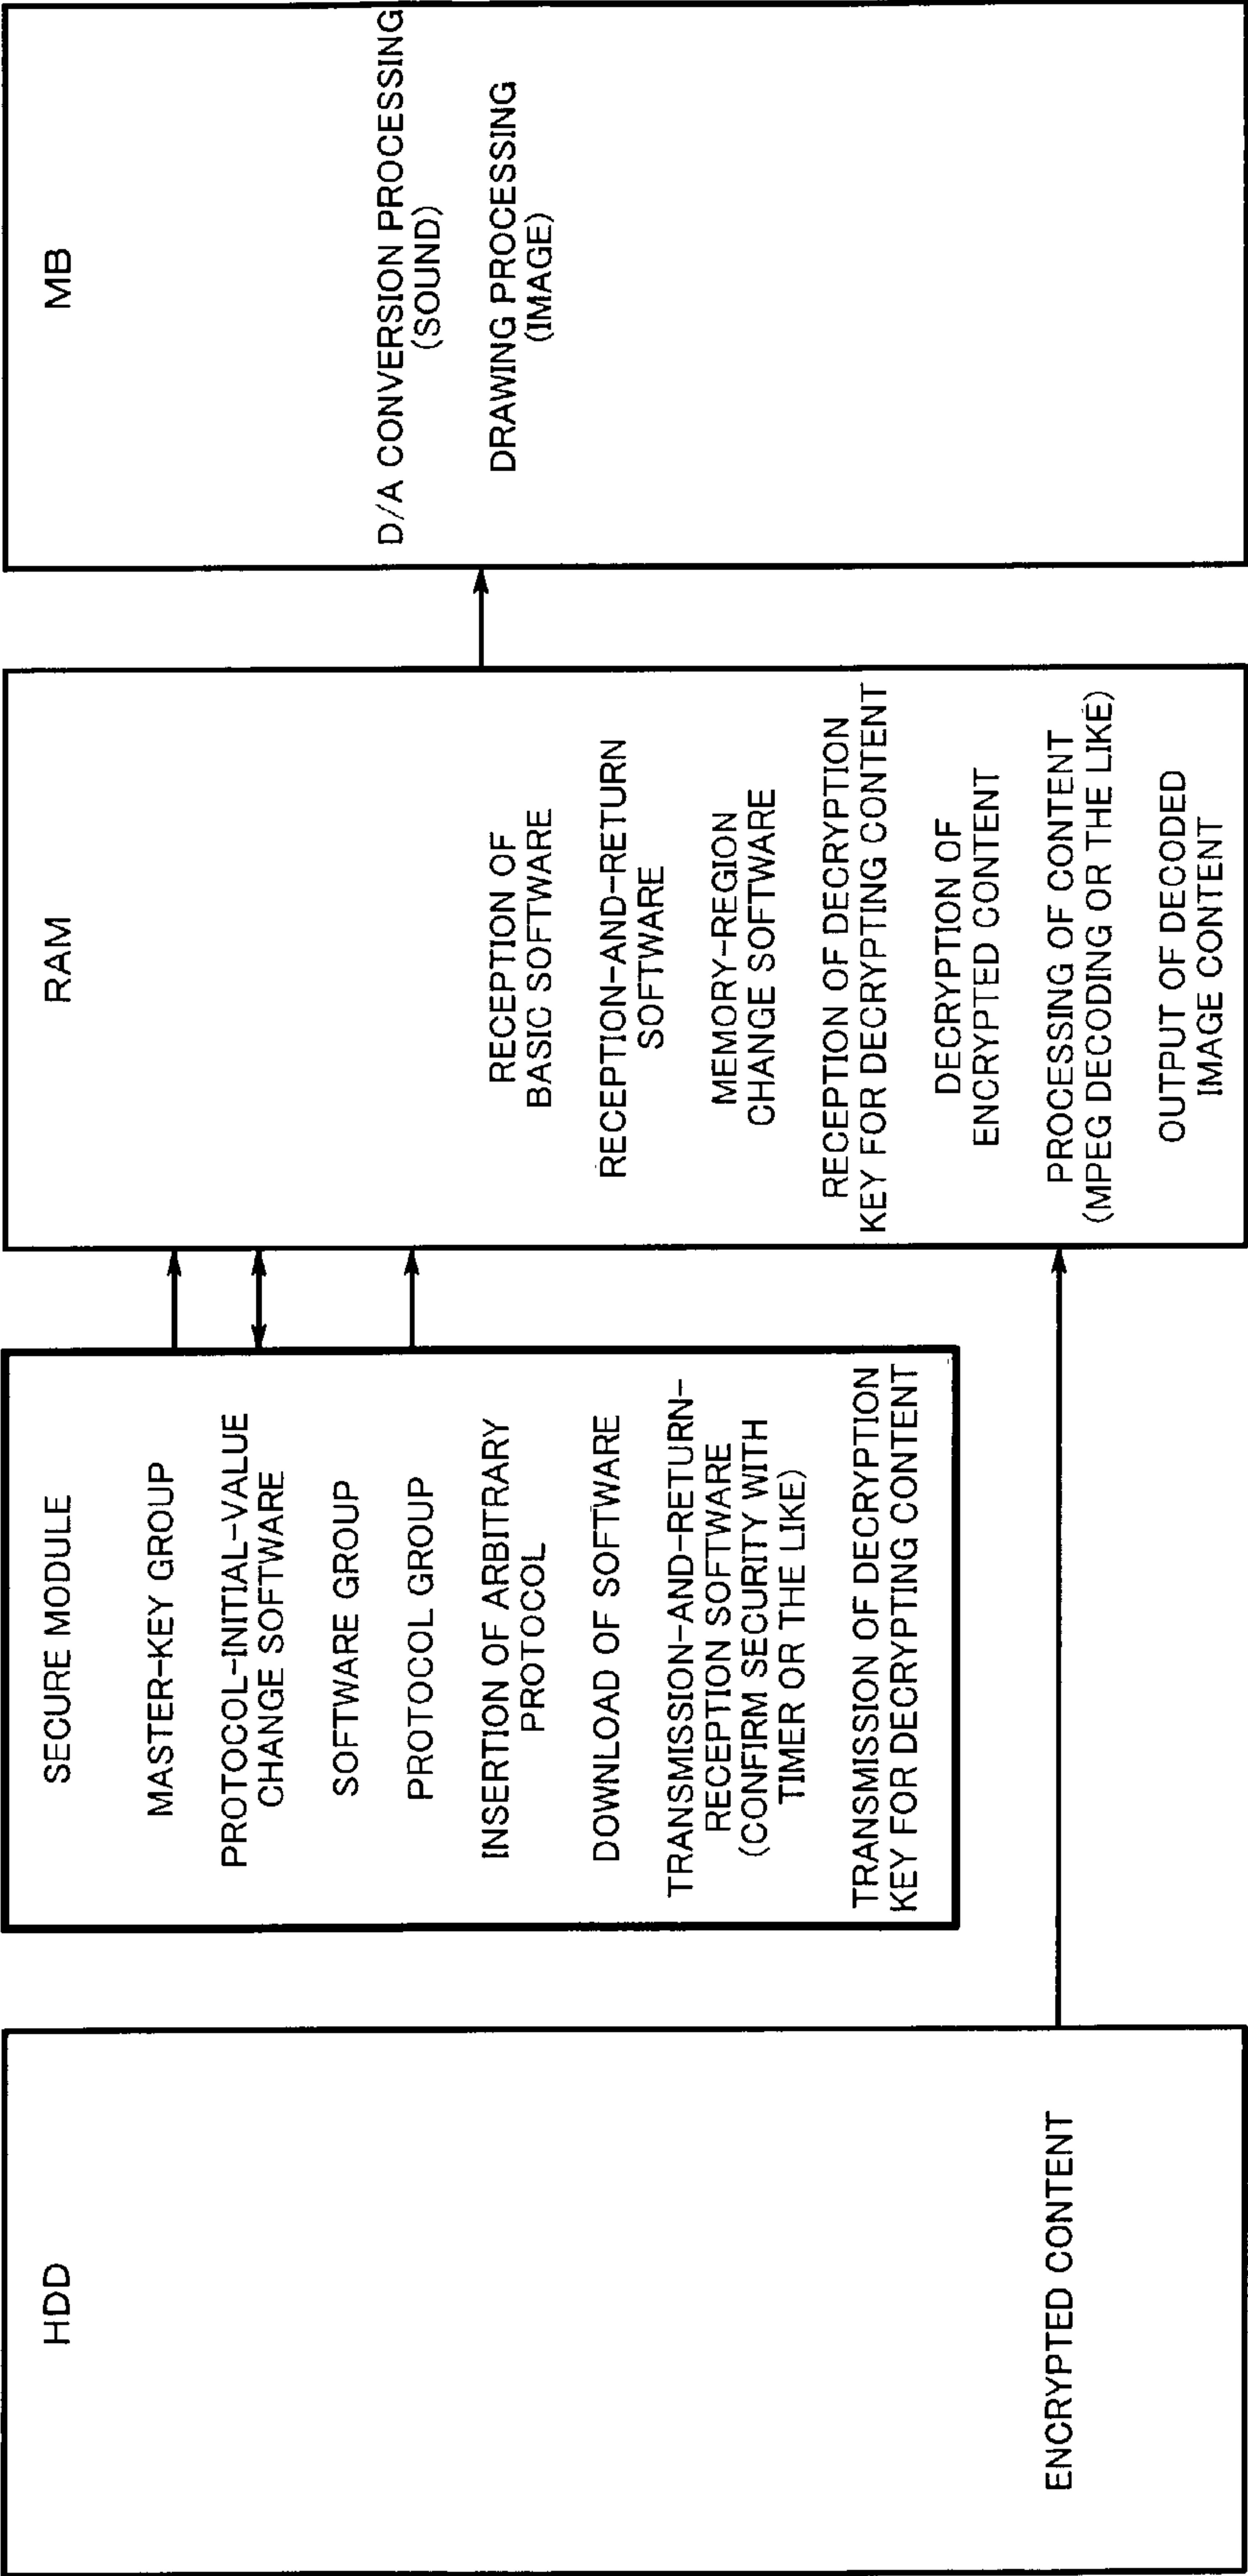 HDD
ENCRYPTED CONTENT
SECURE MODULE
MASTER-KEY GROUP
PROTOCOL-INITIAL-VALUE
CHANGE SOFTWARE
SOFTWARE GROUP
PROTOCOL GROUP
INSERTION OF ARBITRARY
PROTOCOL
DOWNLOAD OF SOFTWARE
TRANSMISSION-AND-RETURN-
RECEPTION SOFTWARE
(CONFIRM SECURITY WITH
TIMER OR THE LIKE)
TRANSMISSION OF DECRYPTION
KEY FOR DECRYPTING CONTENT
RAM
RECEPTION OF
BASIC SOFTWARE
RECEPTION-AND-RETURN
SOFTWARE
MEMORY-REGION
CHANGE SOFTWARE
RECEPTION OF DECRYPTION
KEY FOR DECRYPTING CONTENT
DECRYPTION OF
ENCRYPTED CONTENT
PROCESSING OF CONTENT
(MPEG DECODING OR THE LIKE)
OUTPUT OF DECODED
IMAGE CONTENT
MB
D/A CONVERSION PROCESSING
(SOUND)
DRAWING PROCESSING
(IMAGE)